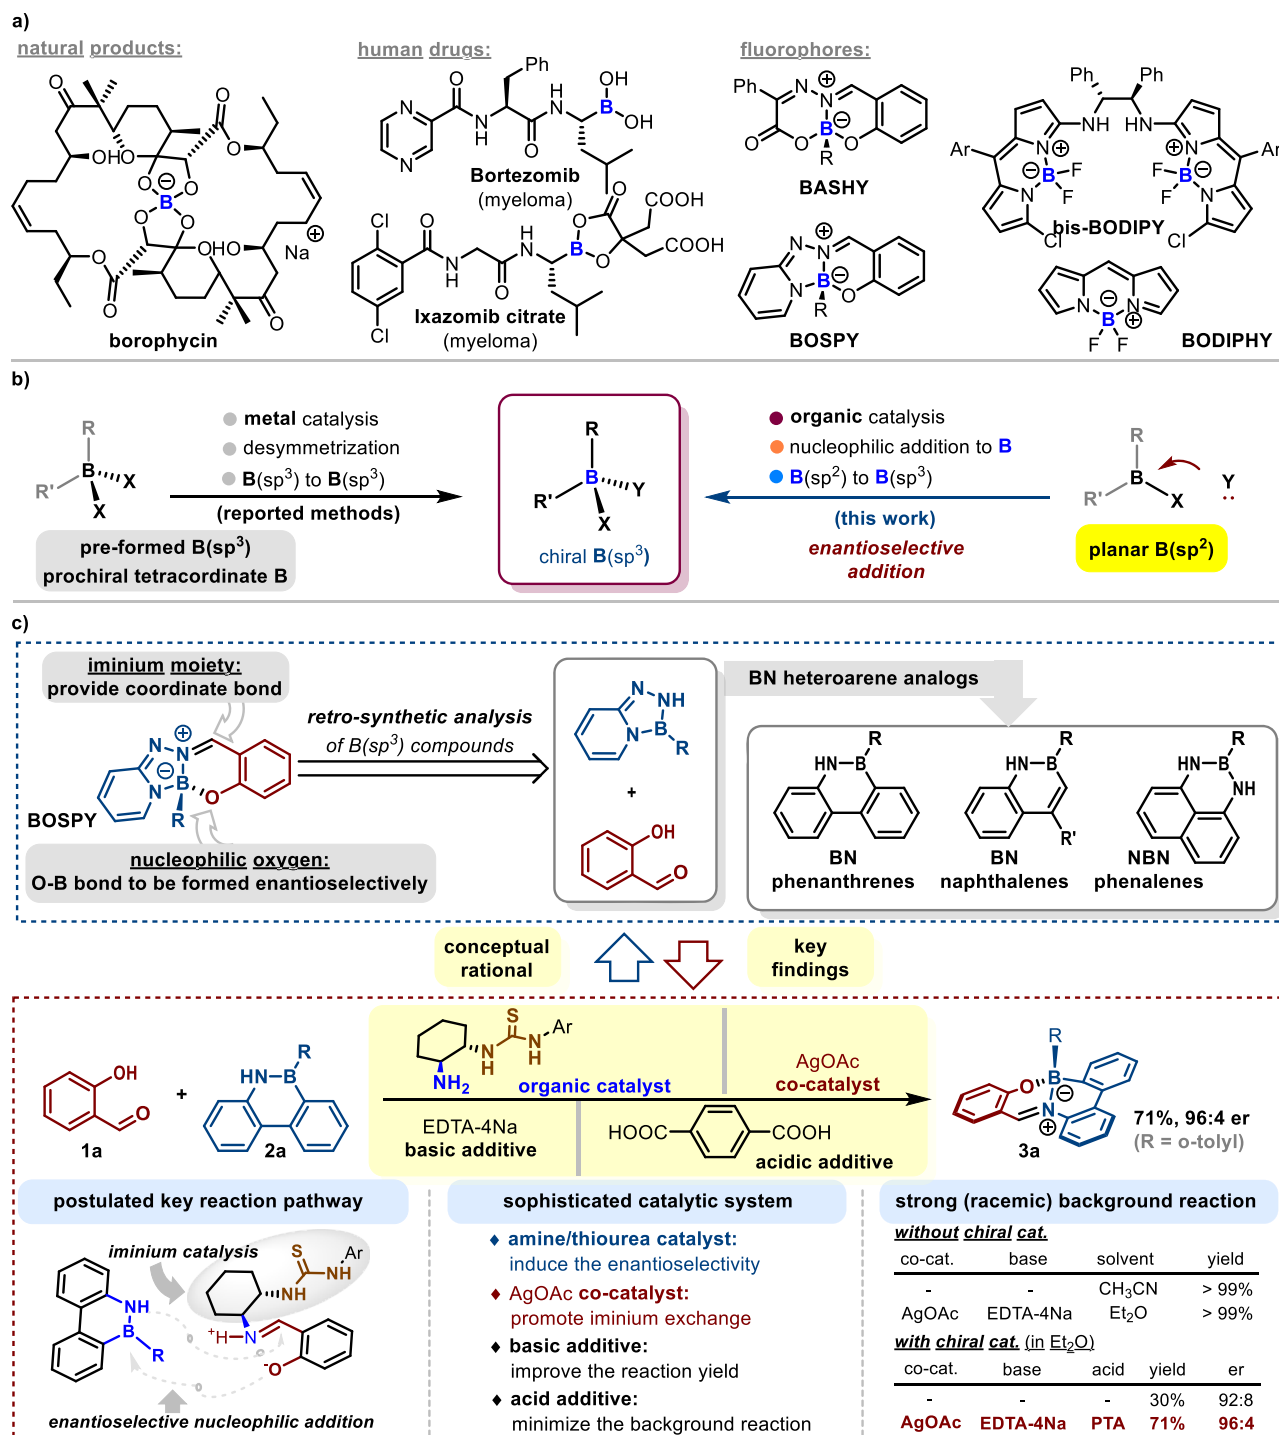 a)
natural products:
human drugs:
fluorophores:
borophycin
Bortezomib
(myeloma)
Ixazomib citrate
(myeloma)
BASHY
BOSPY
bis-BODIPY
BODIPHY
b)
metal catalysis
desymmetrization
B(sp³) to B(sp³)
(reported methods)
pre-formed B(sp³)
prochiral tetracordinate B
chiral B(sp³)
organic catalysis
nucleophilic addition to B
B(sp²) to B(sp³)
(this work)
enantioselective
addition
planar B(sp²)
c)
iminium moiety:
provide coordinate bond
BOSPY
nucleophilic oxygen:
O-B bond to be formed enantioselectively
retro-synthetic analysis
of B(sp³) compounds
+
BN heteroarene analogs
BN
phenanthrenes
BN
naphthalenes
NBN
phenalenes
conceptual
rational
key
findings
1a
+
2a
organic catalyst
AgOAc
co-catalyst
EDTA-4Na
basic additive
HOOC
COOH
acidic additive
3a
71%, 96:4 er
(R = o-tolyl)
postulated key reaction pathway
iminium catalysis
enantioselective nucleophilic addition
sophisticated catalytic system
♦ amine/thiourea catalyst:
induce the enantioselectivity
♦ AgOAc co-catalyst:
promote iminium exchange
♦ basic additive:
improve the reaction yield
♦ acid additive:
minimize the background reaction
strong (racemic) background reaction
without chiral cat.
co-cat. base solvent yield
- - CH₃CN > 99%
AgOAc EDTA-4Na Et₂O > 99%
with chiral cat. (in Et₂O)
co-cat. base acid yield er
- - - 30% 92:8
AgOAc EDTA-4Na PTA 71% 96:4